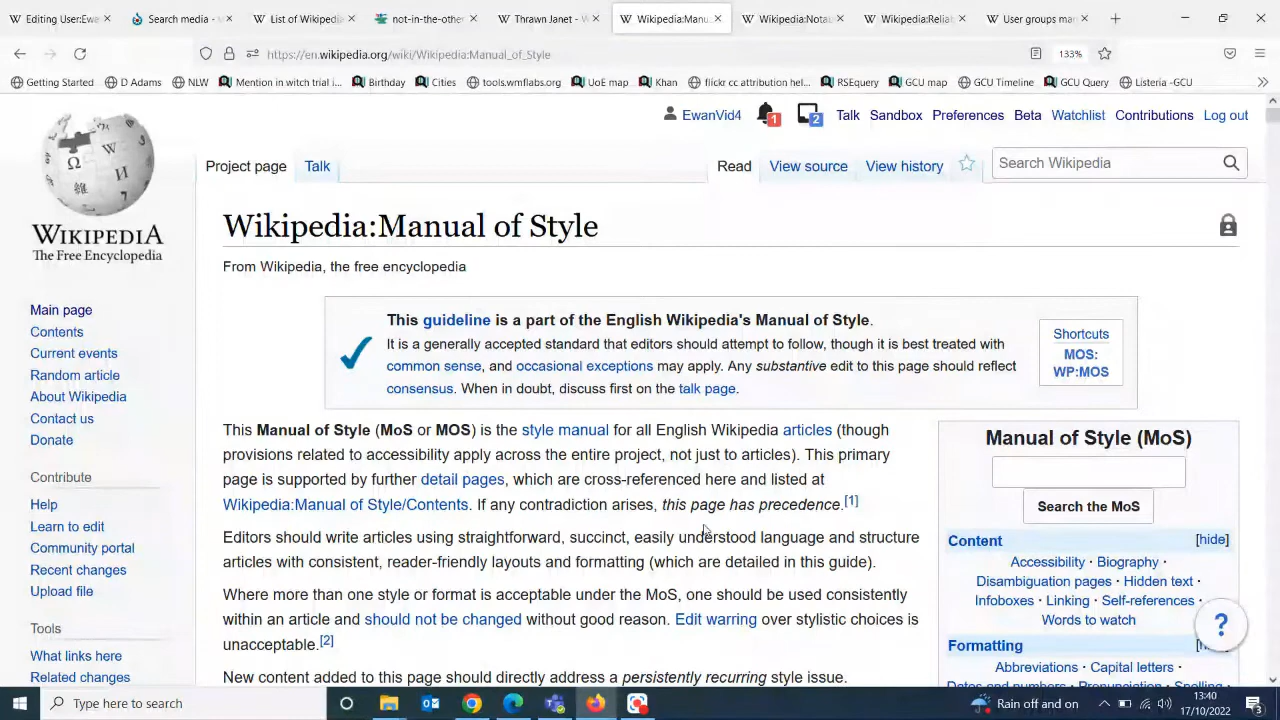 Editing User:Ewe
Search media -
List of Wikipedi
not-in-the-othe
Thrawn Janet - W
Wikipedia:Manu
Wikipedia:Nota
Wikipedia:Relia
User groups ma
https://en.wikipedia.org/wiki/Wikipedia:Manual_of_Style
133%
Getting Started
D Adams
NLW
Mention in witch trial i...
Birthday
Cities
tools.wmflabs.org
UoE map
Khan
flickr cc attribution hel...
RSEquery
GCU map
GCU Timeline
GCU Query
Listeria -GCU
EwanVid4
1
2
Talk
Sandbox
Preferences
Beta
Watchlist
Contributions
Log out
Project page
Talk
Read
View source
View history
Search Wikipedia
WIKIPEDIA
The Free Encyclopedia
Main page
Contents
Current events
Random article
About Wikipedia
Contact us
Donate
Contribute
Help
Learn to edit
Community portal
Recent changes
Upload file
Tools
What links here
Related changes
Wikipedia:Manual of Style
From Wikipedia, the free encyclopedia
This guideline is a part of the English Wikipedia's Manual of Style.
It is a generally accepted standard that editors should attempt to follow, though it is best treated with
common sense, and occasional exceptions may apply. Any substantive edit to this page should reflect
consensus. When in doubt, discuss first on the talk page.
Shortcuts
MOS:
WP:MOS
This Manual of Style (MoS or MOS) is the style manual for all English Wikipedia articles (though
provisions related to accessibility apply across the entire project, not just to articles). This primary
page is supported by further detail pages, which are cross-referenced here and listed at
Wikipedia:Manual of Style/Contents. If any contradiction arises, this page has precedence.[1]
Editors should write articles using straightforward, succinct, easily understood language and structure
articles with consistent, reader-friendly layouts and formatting (which are detailed in this guide).
Where more than one style or format is acceptable under the MoS, one should be used consistently
within an article and should not be changed without good reason. Edit warring over stylistic choices is
unacceptable.[2]
New content added to this page should directly address a persistently recurring style issue.
Manual of Style (MoS)
Search the MoS
Content
[hide]
Accessibility · Biography ·
Disambiguation pages · Hidden text ·
Infoboxes · Linking · Self-references ·
Words to watch
?
Formatting
Abbreviations · Capital letters ·
Dates and numbers · Pronunciation · Spelling ·
Type here to search
Rain off and on
13:40
17/10/2022
3